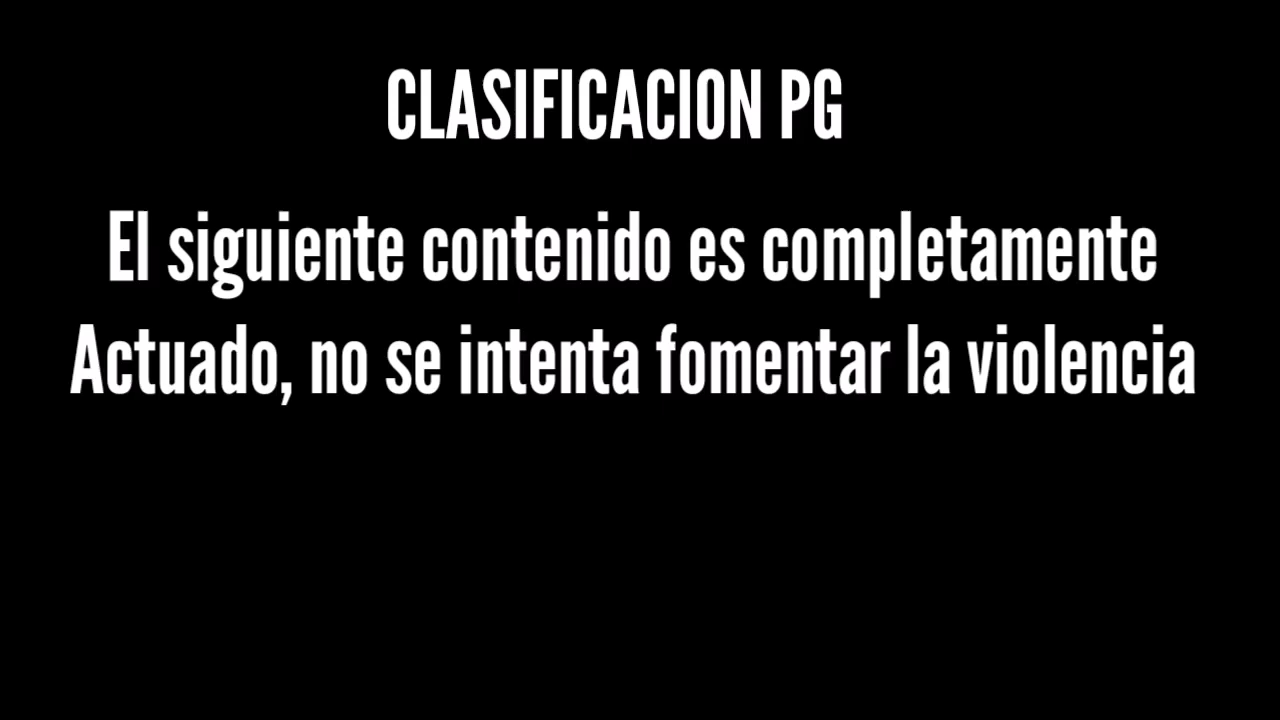 CLASIFICACION PG
El siguiente contenido es completamente
Actuado, no se intenta fomentar la violencia